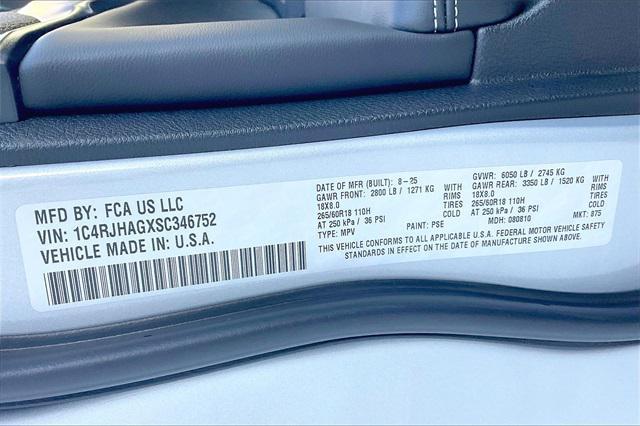 MFD BY: FCA US LLC
VIN: 1C4RJHAGXSC346752
VEHICLE MADE IN: U.S.A.
DATE OF MFR (BUILT): 8-25
GAWR FRONT: 2800 LB / 1271 KG WITH
18X8.0 RIMS
265/60R18 110H TIRES
AT 250 kPa / 36 PSI COLD
TYPE: MPV PAINT: PSE
GVWR: 6050 LB / 2745 KG
GAWR REAR: 3350 LB / 1520 KG WITH
18X8.0 RIMS
265/60R18 110H TIRES
AT 250 kPa / 36 PSI COLD
MDH: 080810 MKT: 875
THIS VEHICLE CONFORMS TO ALL APPLICABLE U.S.A. FEDERAL MOTOR VEHICLE SAFETY
STANDARDS IN EFFECT ON THE DATE OF MANUFACTURE SHOWN ABOVE.